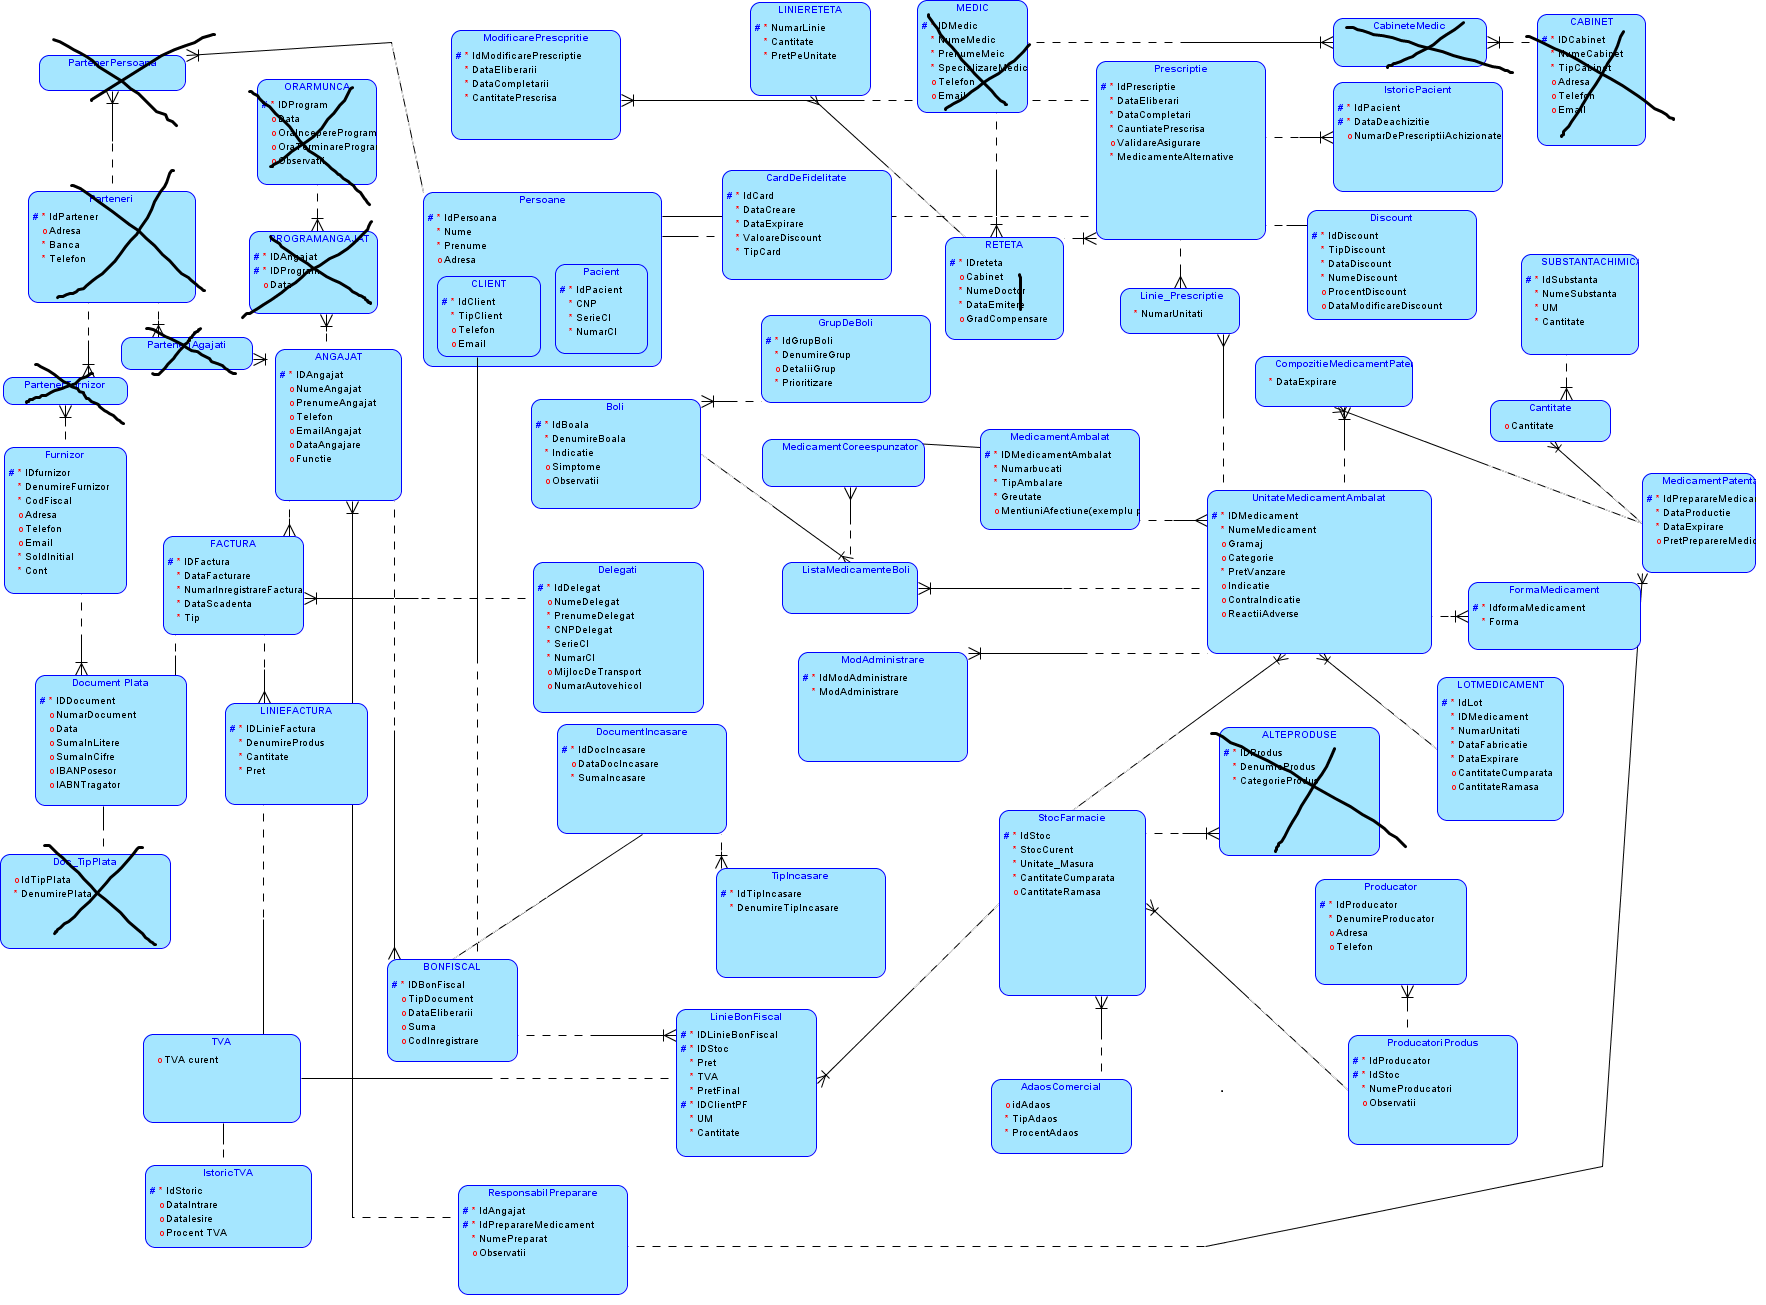 PartenerPersoana
ORARMUNCA
# * IDProgram
o Data
o OraIncepereProgram
o OraTerminareProgra
o Observatii
ModificarePrescpritie
# * IdModificarePrescriptie
* DataEliberarii
* DataCompletarii
* CantitatePrescrisa
LINIERETETA
# * NumarLinie
* Cantitate
* PretPeUnitate
MEDIC
# * IDMedic
* NumeMedic
* PrenumeMeic
* SpecializareMedic
o Telefon
o Email
CabineteMedic
CABINET
# * IDCabinet
* NumeCabinet
* TipCabinet
o Adresa
o Telefon
o Email
Prescriptie
# * IdPrescriptie
* DataEliberari
* DataCompletari
* CauntiatePrescrisa
o ValidareAsigurare
* MedicamenteAlternative
IstoricPacient
# * IdPacient
# * DataDeachizitie
o NumarDePrescriptiiAchizionate
Parteneri
# * IdPartener
o Adresa
* Banca
* Telefon
PROGRAMANGAJAT
# * IDAngajat
# * IDProgram
o Data
Persoane
# * IdPersoana
* Nume
* Prenume
o Adresa
CLIENT
# * IdClient
* TipClient
o Telefon
o Email
Pacient
# * IdPacient
* CNP
* SerieCI
* NumarCI
CardDeFidelitate
# * IdCard
* DataCreare
* DataExpirare
* ValoareDiscount
* TipCard
RETETA
# * IDreteta
o Cabinet
* NumeDoctor
* DataEmitere
o GradCompensare
Discount
# * IdDiscount
* TipDiscount
* DataDiscount
* NumeDiscount
o ProcentDiscount
o DataModificareDiscount
SUBSTANTACHIMICA
# * IdSubstanta
* NumeSubstanta
* UM
* Cantitate
Linie_Prescriptie
* NumarUnitati
GrupDeBoli
# * IdGrupBoli
* DenumireGrup
o DetaliiGrup
* Prioritizare
ParteneriAgajati
PartenerFurnizor
ANGAJAT
# * IDAngajat
o NumeAngajat
o PrenumeAngajat
o Telefon
o EmailAngajat
o DataAngajare
o Functie
CompozitieMedicamentPater
* DataExpirare
Cantitate
o Cantitate
Boli
# * IdBoala
* DenumireBoala
* Indicatie
o Simptome
o Observatii
MedicamentCoreespunzator
MedicamentAmbalat
# * IDMedicamentAmbalat
* Numarbucati
* TipAmbalare
* Greutate
o MentiuniAfectiune(exemplu p
Furnizor
# * IDfurnizor
* DenumireFurnizor
* CodFiscal
o Adresa
o Telefon
o Email
* SoldInitial
* Cont
UnitateMedicamentAmbalat
# * IDMedicament
* NumeMedicament
o Gramaj
o Categorie
* PretVanzare
o Indicatie
o ContraIndicatie
o ReactiiAdverse
MedicamentPatenta
# * IdPreparareMedica
* DataProductie
* DataExpirare
o PretPreparereMedic
FACTURA
# * IDFactura
* DataFacturare
* NumarInregistrareFactura
* DataScadenta
* Tip
Delegati
# * IdDelegat
o NumeDelegat
* PrenumeDelegat
* CNPDelegat
* SerieCI
* NumarCI
o MijlocDeTransport
o NumarAutovehicol
ListaMedicamenteBoli
FormaMedicament
# * IdformaMedicament
* Forma
ModAdministrare
# * IdModAdministrare
* ModAdministrare
Document Plata
# * IDDocument
o NumarDocument
o Data
o SumaInLitere
o SumaInCifre
o IBANPosesor
o IABNTragator
LINIEFACTURA
# * IDLinieFactura
* DenumireProdus
* Cantitate
* Pret
DocumentIncasare
# * IdDocIncasare
o DataDocIncasare
* SumaIncasare
LOTMEDICAMENT
# * IdLot
* IDMedicament
* NumarUnitati
* DataFabricatie
* DataExpirare
o CantitateCumparata
o CantitateRamasa
ALTEPRODUSE
# * IDProdus
* DenumireProdus
* CategorieProdus
StocFarmacie
# * IdStoc
* StocCurent
* Unitate_Masura
* CantitateCumparata
o CantitateRamasa
Doc_TipPlata
o IdTipPlata
* DenumirePlata
TipIncasare
# * IdTipIncasare
* DenumireTipIncasare
Producator
# * IdProducator
* DenumireProducator
o Adresa
o Telefon
BONFISCAL
# * IDBonFiscal
o TipDocument
o DataEliberarii
o Suma
o CodInregistrare
LinieBonFiscal
# * IDLinieBonFiscal
# * IDStoc
* Pret
* TVA
* PretFinal
# * IDClientPF
* UM
* Cantitate
TVA
o TVA curent
ProducatoriProdus
# * IdProducator
# * IdStoc
* NumeProducatori
o Observatii
AdaosComercial
o idAdaos
* TipAdaos
* ProcentAdaos
IstoricTVA
# * IdStoric
o DataIntrare
o DataIesire
o Procent TVA
ResponsabilPreparare
# * IdAngajat
# * IdPreparareMedicament
* NumePreparat
o Observatii